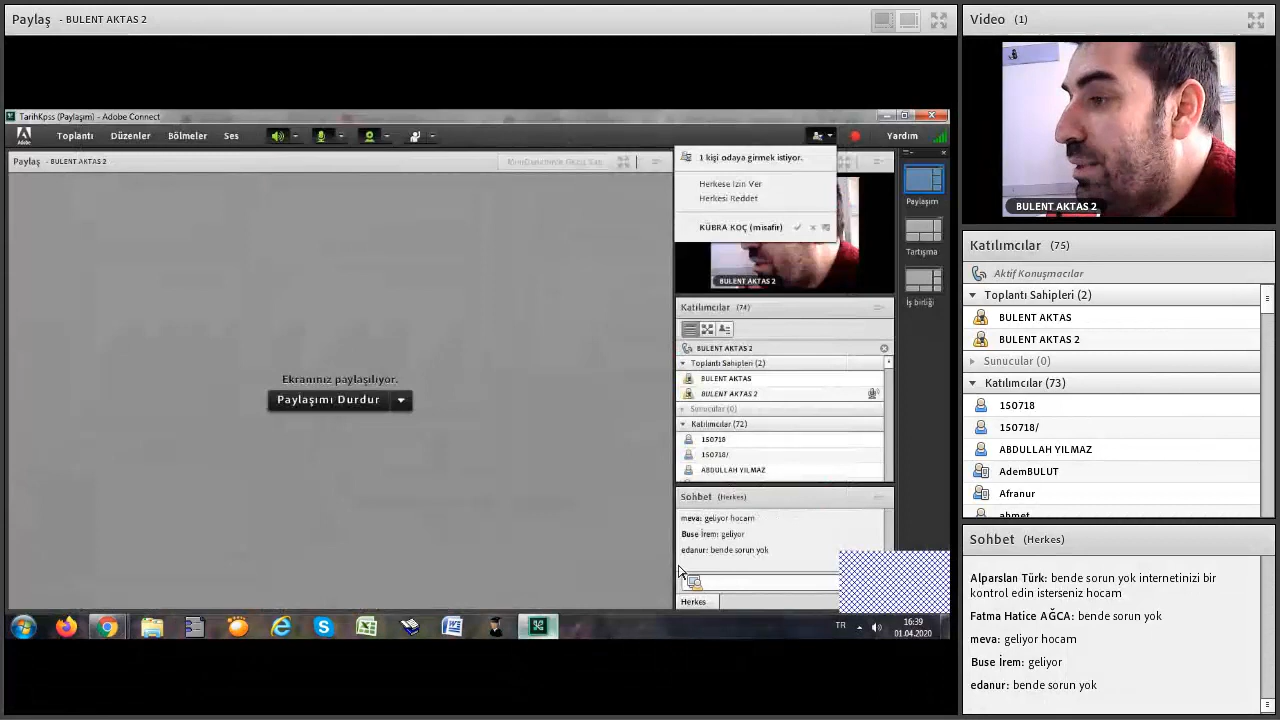 Paylaş - BULENT AKTAS 2
TarihKpss (Paylaşım) - Adobe Connect
Toplantı Düzenler Bölmeler Ses Yardım
Paylaş - BULENT AKTAS 2
1 kişi odaya girmek istiyor.
Herkese İzin Ver
Herkesi Reddet
KÜBRA KOÇ (misafir)
BULENT AKTAS 2
Paylaşım
Tartışma
İş birliği
Ekranınız paylaşılıyor.
Paylaşımı Durdur
Katılımcılar (74)
BULENT AKTAS 2
Toplantı Sahipleri (2)
BULENT AKTAS
BULENT AKTAS 2
Sunucular (0)
Katılımcılar (72)
150718
150718/
ABDULLAH YILMAZ
Sohbet (Herkes)
meva: geliyor hocam
Buse İrem: geliyor
edanur: bende sorun yok
Herkes
TR
16:39
01.04.2020
Video (1)
BULENT AKTAS 2
Katılımcılar (75)
Aktif Konuşmacılar
Toplantı Sahipleri (2)
BULENT AKTAS
BULENT AKTAS 2
Sunucular (0)
Katılımcılar (73)
150718
150718/
ABDULLAH YILMAZ
AdemBULUT
Afranur
ahmet
Sohbet (Herkes)
Alparslan Türk: bende sorun yok internetinizi bir
kontrol edin isterseniz hocam
Fatma Hatice AĞCA: bende sorun yok
meva: geliyor hocam
Buse İrem: geliyor
edanur: bende sorun yok